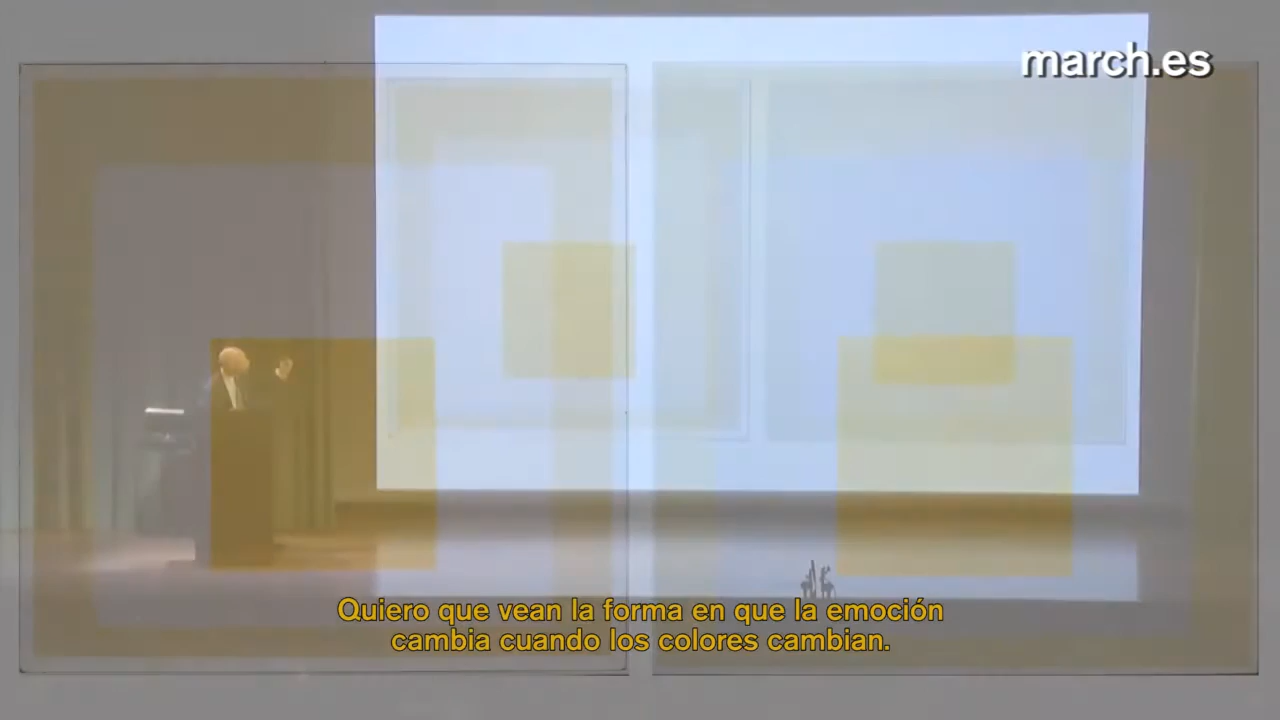 march.es
Quiero que vean la forma en que la emoción
cambia cuando los colores cambian.